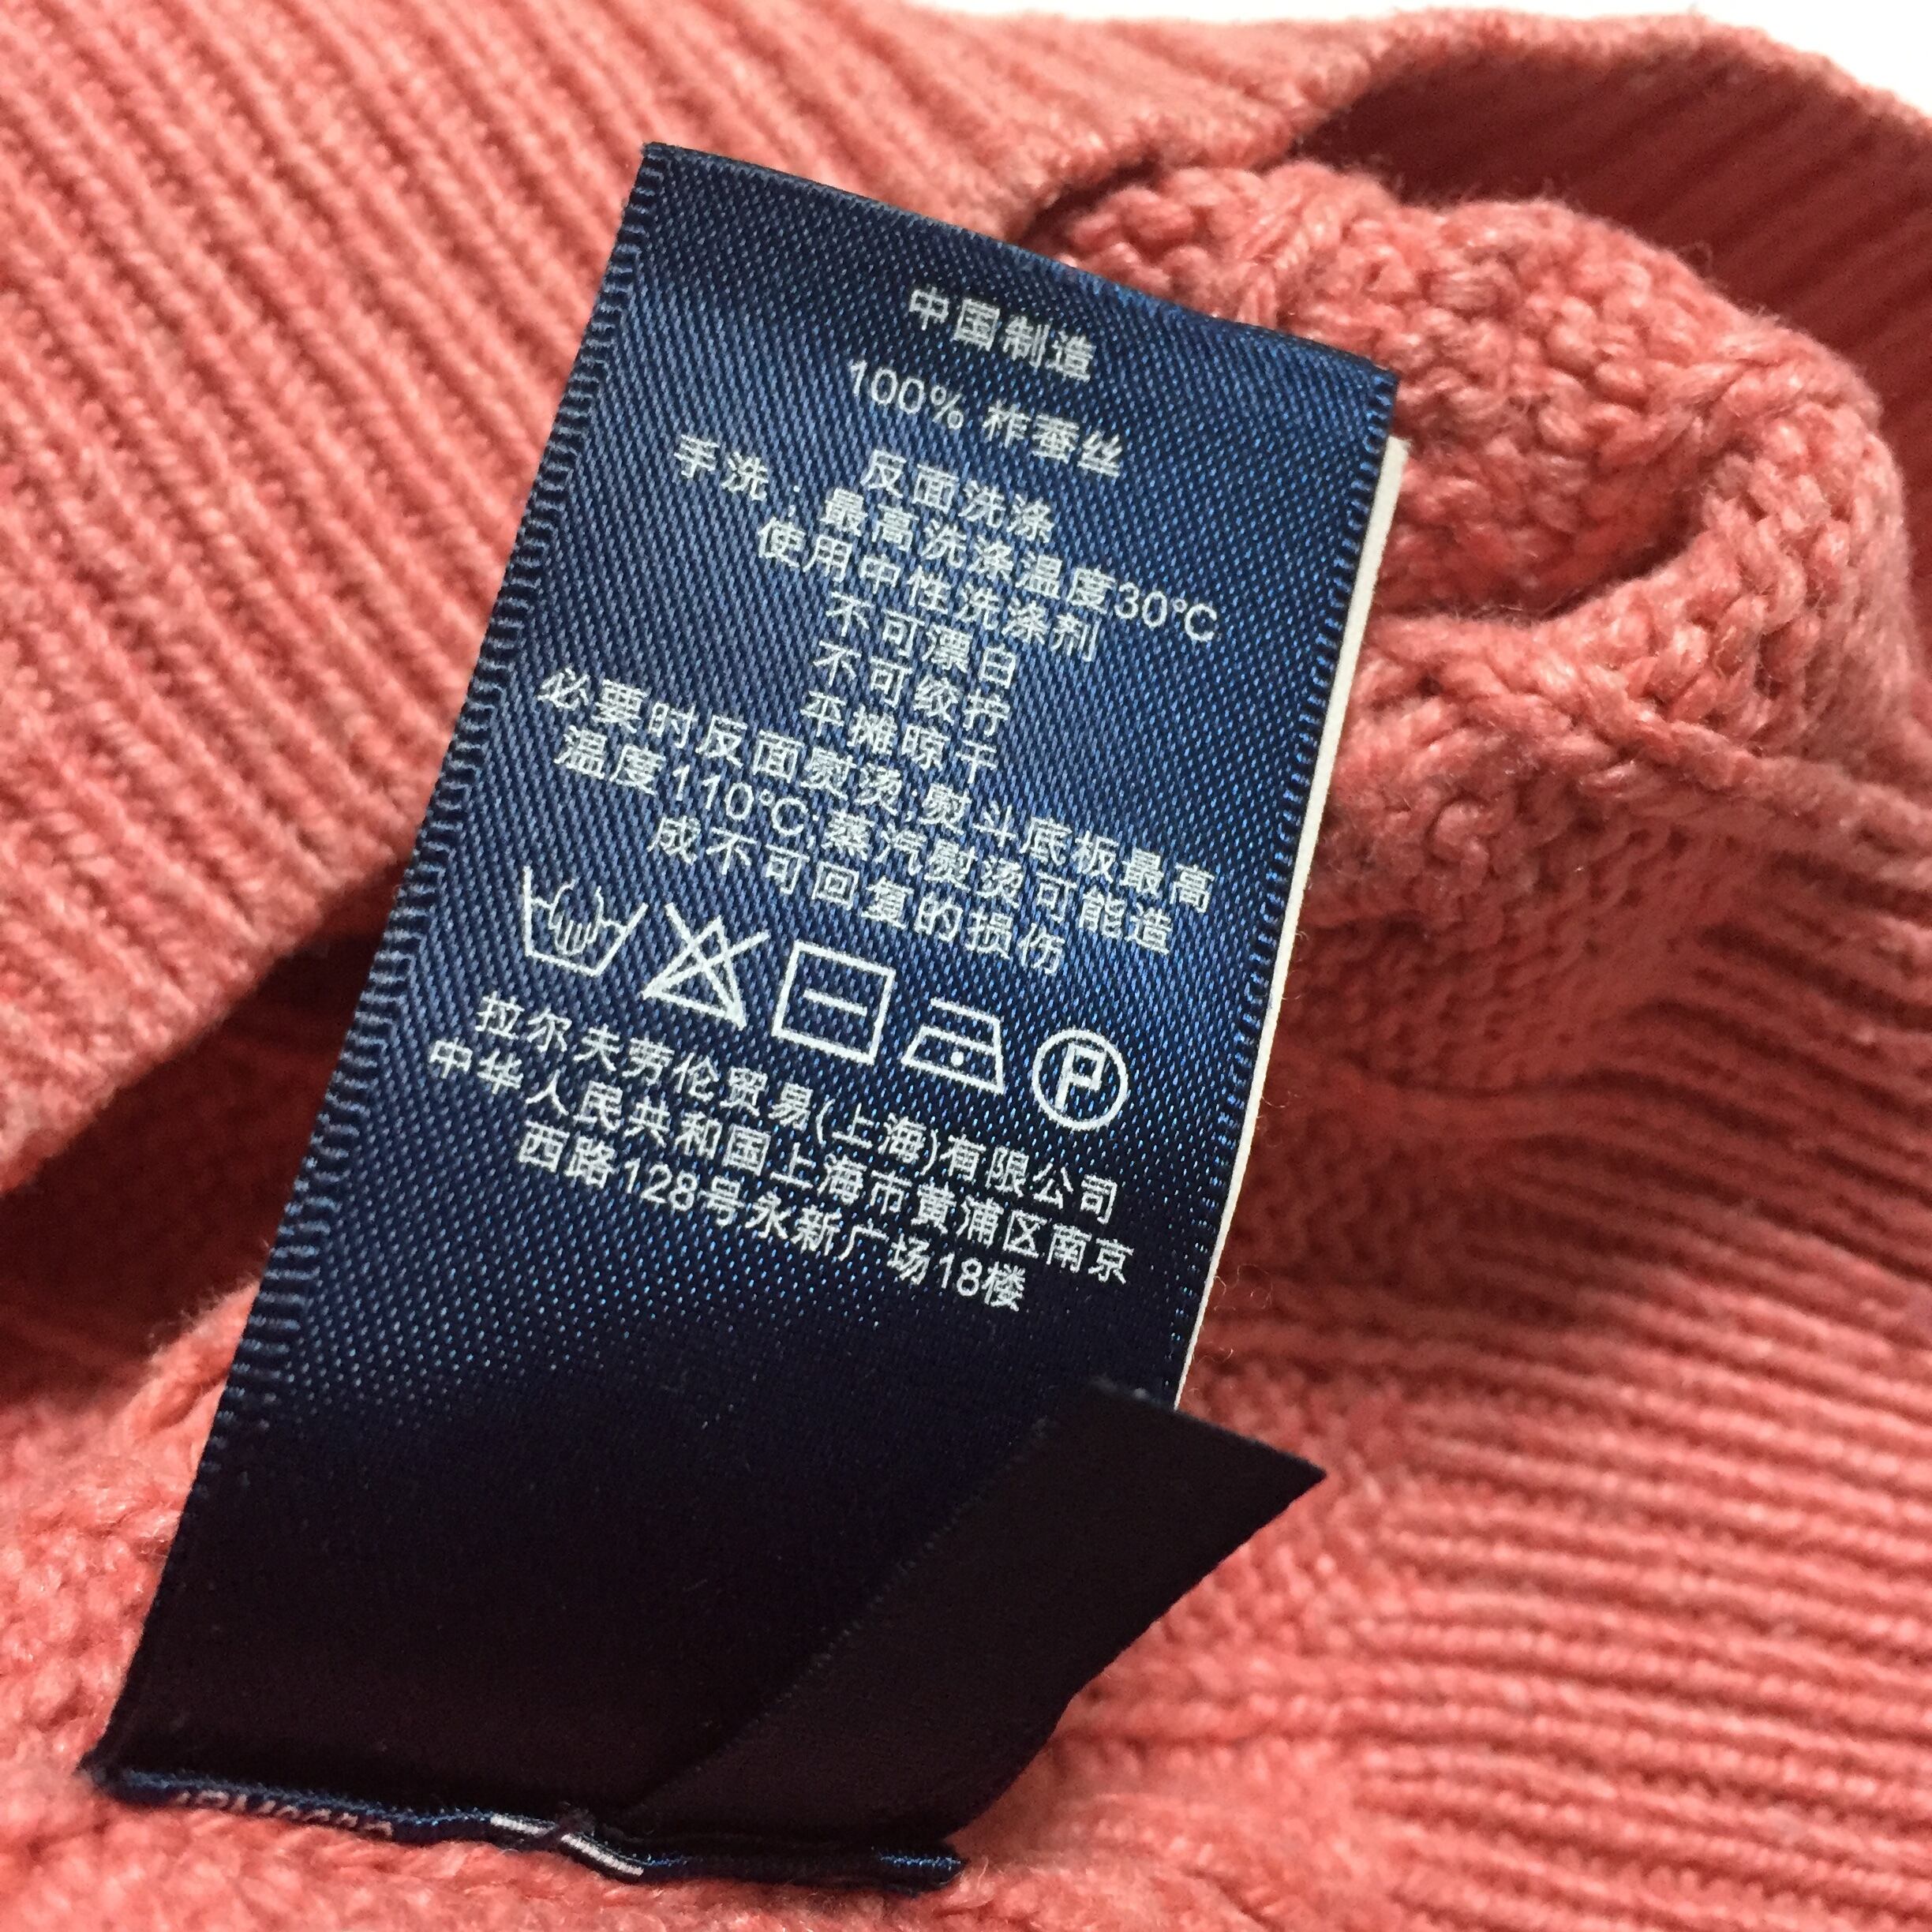 中国制造
100% 柞蚕丝
反面洗涤
手洗：最高洗涤温度30°C
使用中性洗涤剂
不可漂白
不可绞拧
平摊晾干
必要时反面熨烫;熨斗底板最高
温度110°C;蒸汽熨烫可能造
成不可回复的损伤
P
拉尔夫劳伦贸易(上海)有限公司
中华人民共和国上海市黄浦区南京
西路128号永新广场18楼